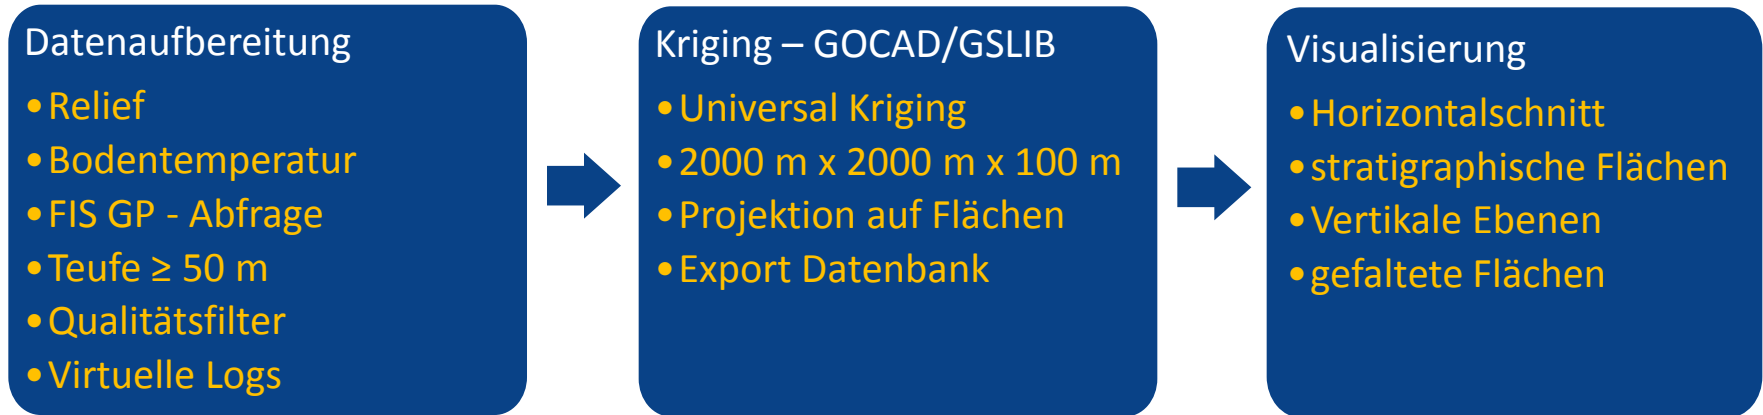 Datenaufbereitung
•Relief
•Bodentemperatur
•FIS GP - Abfrage
•Teufe ≥ 50 m
•Qualitätsfilter
•Virtuelle Logs
Kriging – GOCAD/GSLIB
•Universal Kriging
•2000 m x 2000 m x 100 m
•Projektion auf Flächen
•Export Datenbank
Visualisierung
•Horizontalschnitt
•stratigraphische Flächen
•Vertikale Ebenen
•gefaltete Flächen